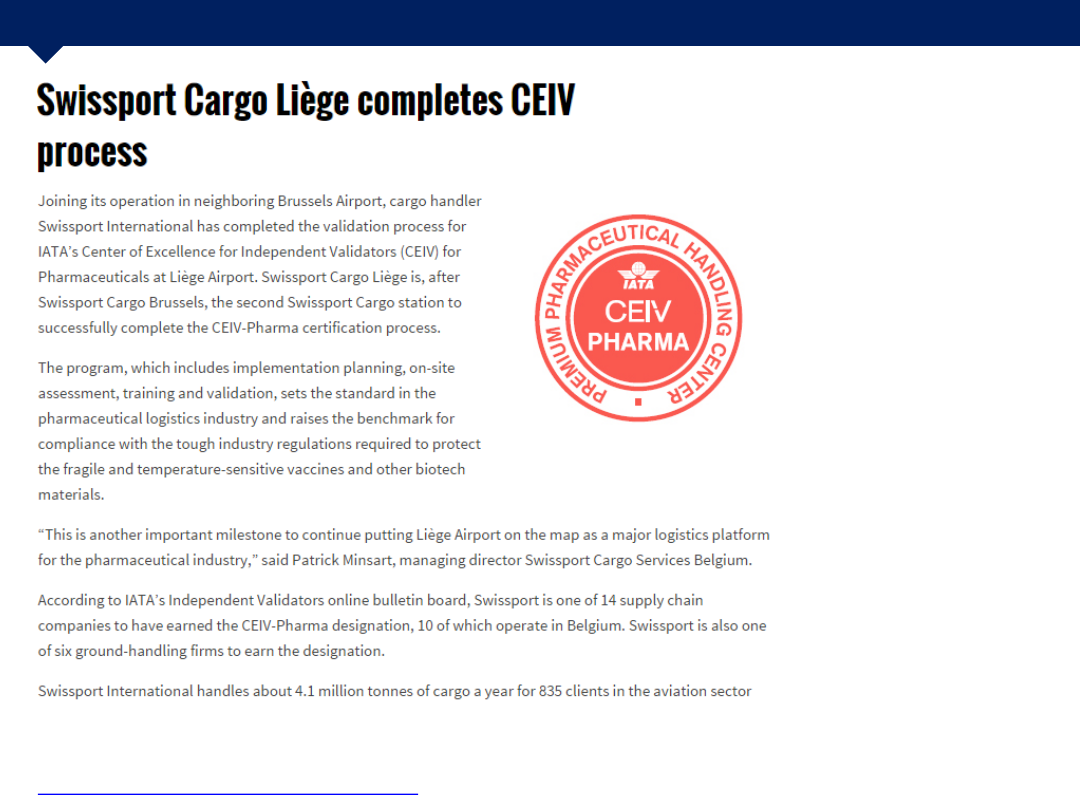 Swissport Cargo Liège completes CEIV
process
Joining its operation in neighboring Brussels Airport, cargo handler
Swissport International has completed the validation process for
IATA’s Center of Excellence for Independent Validators (CEIV) for
Pharmaceuticals at Liège Airport. Swissport Cargo Liège is, after
Swissport Cargo Brussels, the second Swissport Cargo station to
successfully complete the CEIV-Pharma certification process.
PREMIUM PHARMACEUTICAL HANDLING CENTER
IATA
CEIV
PHARMA
The program, which includes implementation planning, on-site
assessment, training and validation, sets the standard in the
pharmaceutical logistics industry and raises the benchmark for
compliance with the tough industry regulations required to protect
the fragile and temperature-sensitive vaccines and other biotech
materials.
“This is another important milestone to continue putting Liège Airport on the map as a major logistics platform
for the pharmaceutical industry,” said Patrick Minsart, managing director Swissport Cargo Services Belgium.
According to IATA’s Independent Validators online bulletin board, Swissport is one of 14 supply chain
companies to have earned the CEIV-Pharma designation, 10 of which operate in Belgium. Swissport is also one
of six ground-handling firms to earn the designation.
Swissport International handles about 4.1 million tonnes of cargo a year for 835 clients in the aviation sector